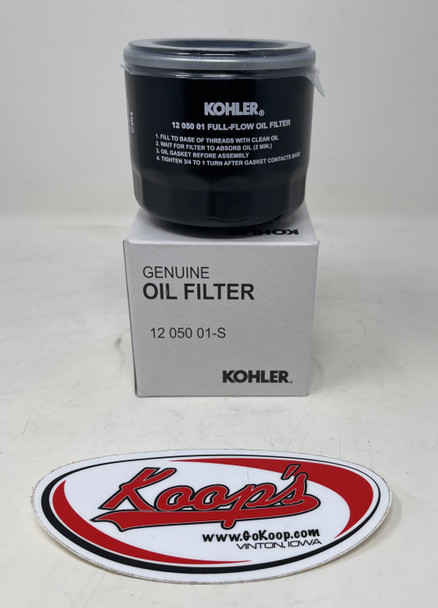 KOHLER®
12 050 01 FULL-FLOW OIL FILTER
1. FILL TO BASE OF THREADS WITH CLEAN OIL.
2. WAIT FOR FILTER TO ABSORB OIL (2 MIN.)
3. OIL GASKET BEFORE ASSEMBLY
4. TIGHTEN 3/4 TO 1 TURN AFTER GASKET CONTACTS BASE
GENUINE
OIL FILTER
12 050 01-S
KOHLER.
Koop's
www.GoKoop.com
VINTON, IOWA